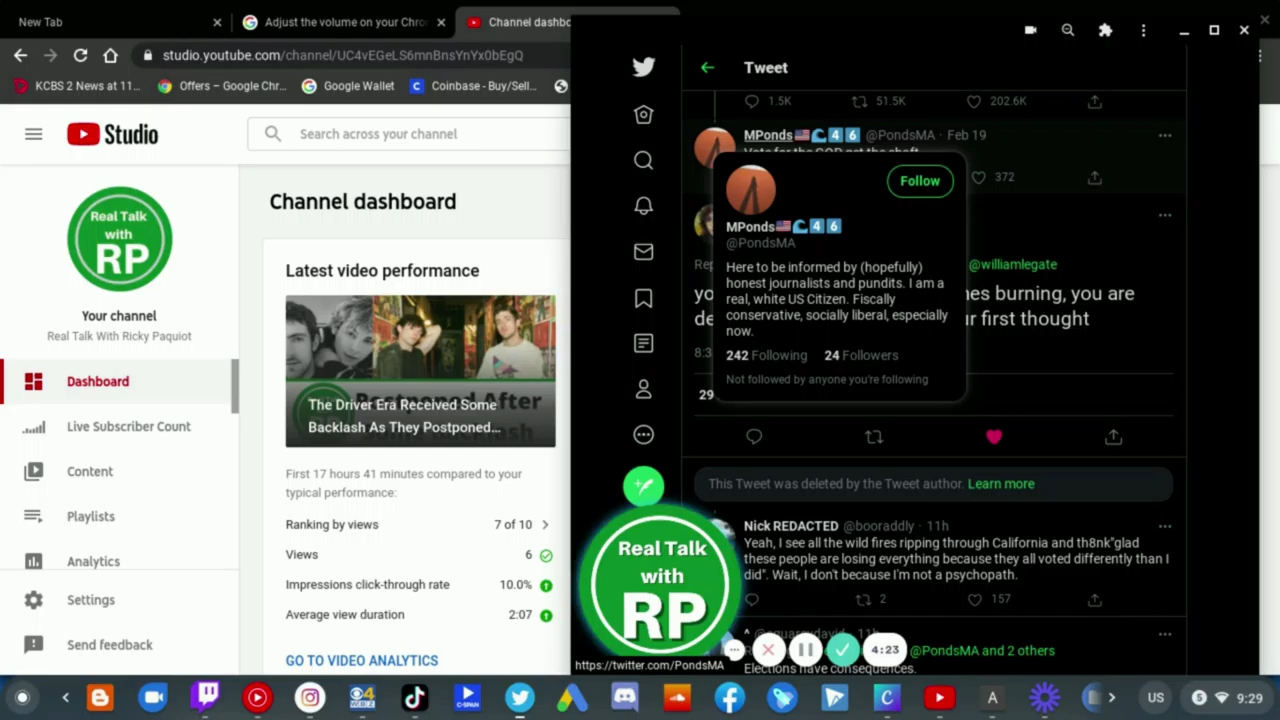 New Tab
Adjust the volume on your Chro
Channel dashbo
studio.youtube.com/channel/UC4vEGeLS6mnBnsYnYx0bEgQ
KCBS 2 News at 11...
Offers – Google Chr...
Google Wallet
Coinbase - Buy/Sell...
Studio
Search across your channel
Real Talk
with
RP
Your channel
Real Talk With Ricky Paquiot
Dashboard
Live Subscriber Count
Content
Playlists
Analytics
Settings
Send feedback
Channel dashboard
Latest video performance
The Driver Era Received Some
Backlash As They Postponed...
First 17 hours 41 minutes compared to your
typical performance:
Ranking by views
7 of 10
Views
6
Impressions click-through rate
10.0%
Average view duration
2:07
GO TO VIDEO ANALYTICS
Tweet
1.5K
51.5K
202.6K
MPonds🇺🇸🌊4️⃣6️⃣ @PondsMA · Feb 19
372
Follow
MPonds🇺🇸🌊4️⃣6️⃣
@PondsMA
Here to be informed by (hopefully)
honest journalists and pundits. I am a
real, white US Citizen. Fiscally
conservative, socially liberal, especially
now.
242 Following
24 Followers
Not followed by anyone you're following
@williamlegate
burning, you are
first thought
29
This Tweet was deleted by the Tweet author. Learn more
Nick REDACTED @booraddly · 11h
Yeah, I see all the wild fires ripping through California and th8nk"glad
these people are losing everything because they all voted differently than I
did". Wait, I don't because I'm not a psychopath.
2
157
Real Talk
with
RP
4:23
@PondsMA and 2 others
https://twitter.com/PondsMA
Elections have consequences.
C-SPAN
US
9:29